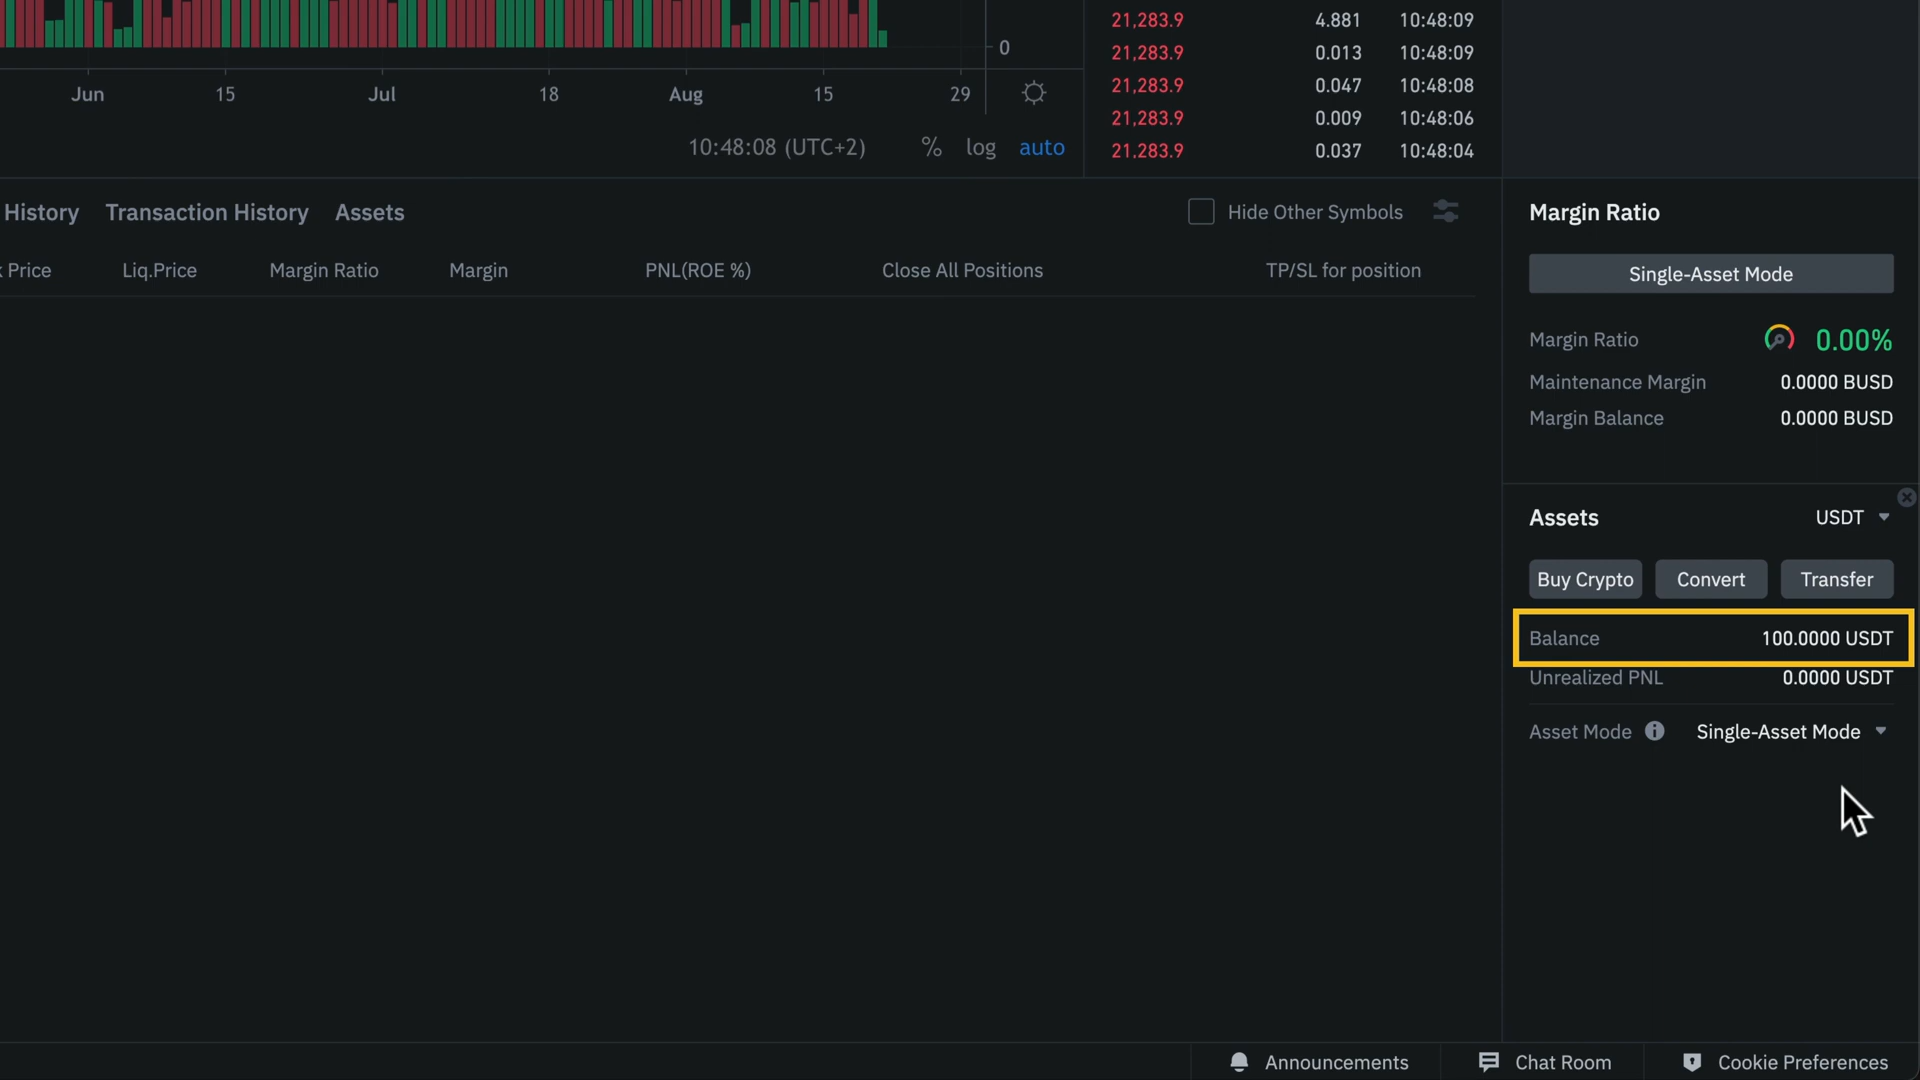 21,283.9 4.881 10:48:09
21,283.9 0.013 10:48:09
21,283.9 0.047 10:48:08
21,283.9 0.009 10:48:06
21,283.9 0.037 10:48:04
0
Jun 15 Jul 18 Aug 15 29
10:48:08 (UTC+2) % log auto
History Transaction History Assets Hide Other Symbols
Price Liq.Price Margin Ratio Margin PNL(ROE %) Close All Positions TP/SL for position
Margin Ratio
Single-Asset Mode
Margin Ratio 0.00%
Maintenance Margin 0.0000 BUSD
Margin Balance 0.0000 BUSD
Assets USDT
Buy Crypto Convert Transfer
Balance 100.0000 USDT
Unrealized PNL 0.0000 USDT
Asset Mode Single-Asset Mode
Announcements Chat Room Cookie Preferences